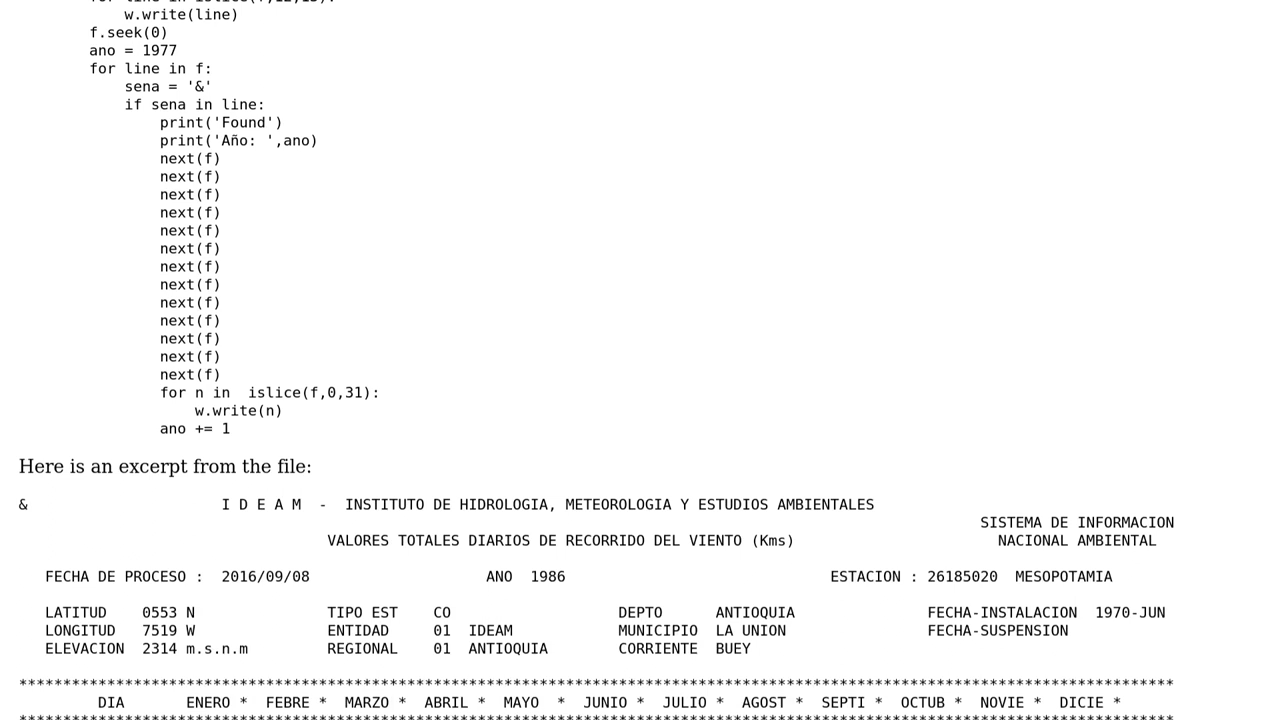 for line in islice(f,12,15):
w.write(line)
f.seek(0)
ano = 1977
for line in f:
sena = '&'
if sena in line:
print('Found')
print('Año: ',ano)
next(f)
next(f)
next(f)
next(f)
next(f)
next(f)
next(f)
next(f)
next(f)
next(f)
next(f)
next(f)
next(f)
for n in  islice(f,0,31):
w.write(n)
ano += 1
Here is an excerpt from the file:
& I D E A M - INSTITUTO DE HIDROLOGIA, METEOROLOGIA Y ESTUDIOS AMBIENTALES
SISTEMA DE INFORMACION
VALORES TOTALES DIARIOS DE RECORRIDO DEL VIENTO (Kms) NACIONAL AMBIENTAL
FECHA DE PROCESO : 2016/09/08 ANO 1986 ESTACION : 26185020 MESOPOTAMIA
LATITUD 0553 N TIPO EST CO DEPTO ANTIOQUIA FECHA-INSTALACION 1970-JUN
LONGITUD 7519 W ENTIDAD 01 IDEAM MUNICIPIO LA UNION FECHA-SUSPENSION
ELEVACION 2314 m.s.n.m REGIONAL 01 ANTIOQUIA CORRIENTE BUEY
***********************************************************************************************************************************
DIA ENERO * FEBRE * MARZO * ABRIL * MAYO * JUNIO * JULIO * AGOST * SEPTI * OCTUB * NOVIE * DICIE *
***********************************************************************************************************************************